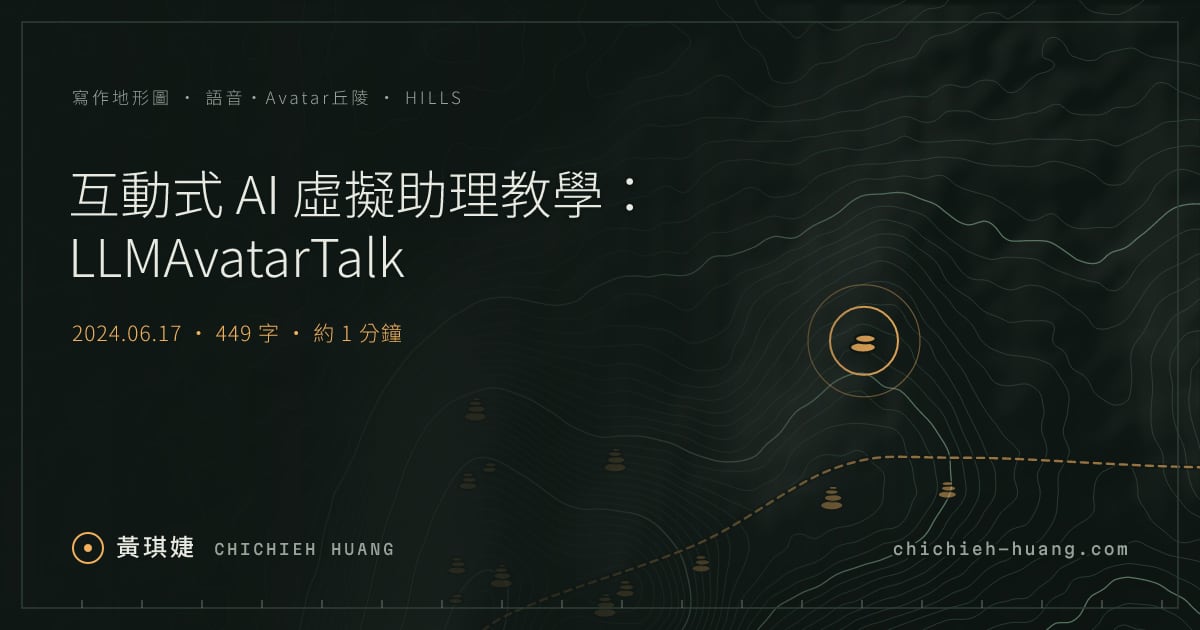 寫作地形圖 · 語音·Avatar丘陵 · HILLS
互動式 AI 虛擬助理教學：
LLMAvatarTalk
2024.06.17 · 449 字 · 約 1 分鐘
黃琪婕 CHICHIEH HUANG
chichieh-huang.com